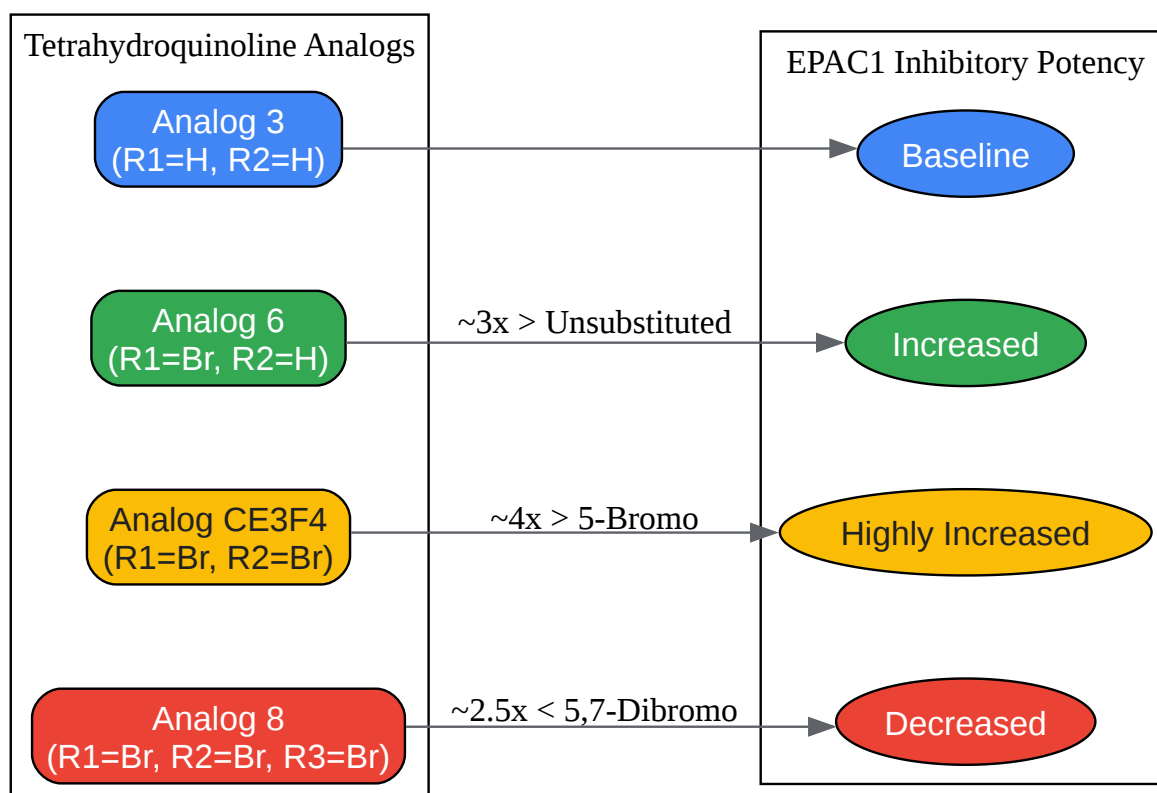 Tetrahydroquinoline Analogs
EPAC1 Inhibitory Potency
Analog 3
(R1=H, R2=H)
Baseline
Analog 6
(R1=Br, R2=H)
~3x > Unsubstituted
Increased
Analog CE3F4
(R1=Br, R2=Br)
~4x > 5-Bromo
Highly Increased
Analog 8
(R1=Br, R2=Br, R3=Br)
~2.5x < 5,7-Dibromo
Decreased